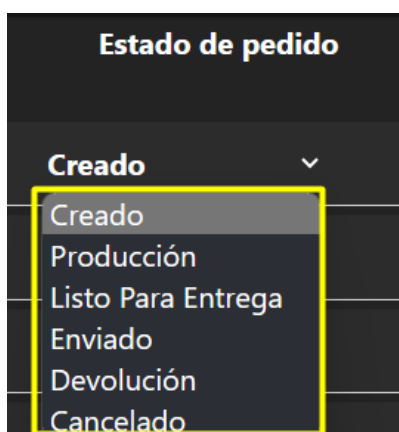 Estado de pedido
Creado
Creado
Producción
Listo Para Entrega
Enviado
Devolución
Cancelado